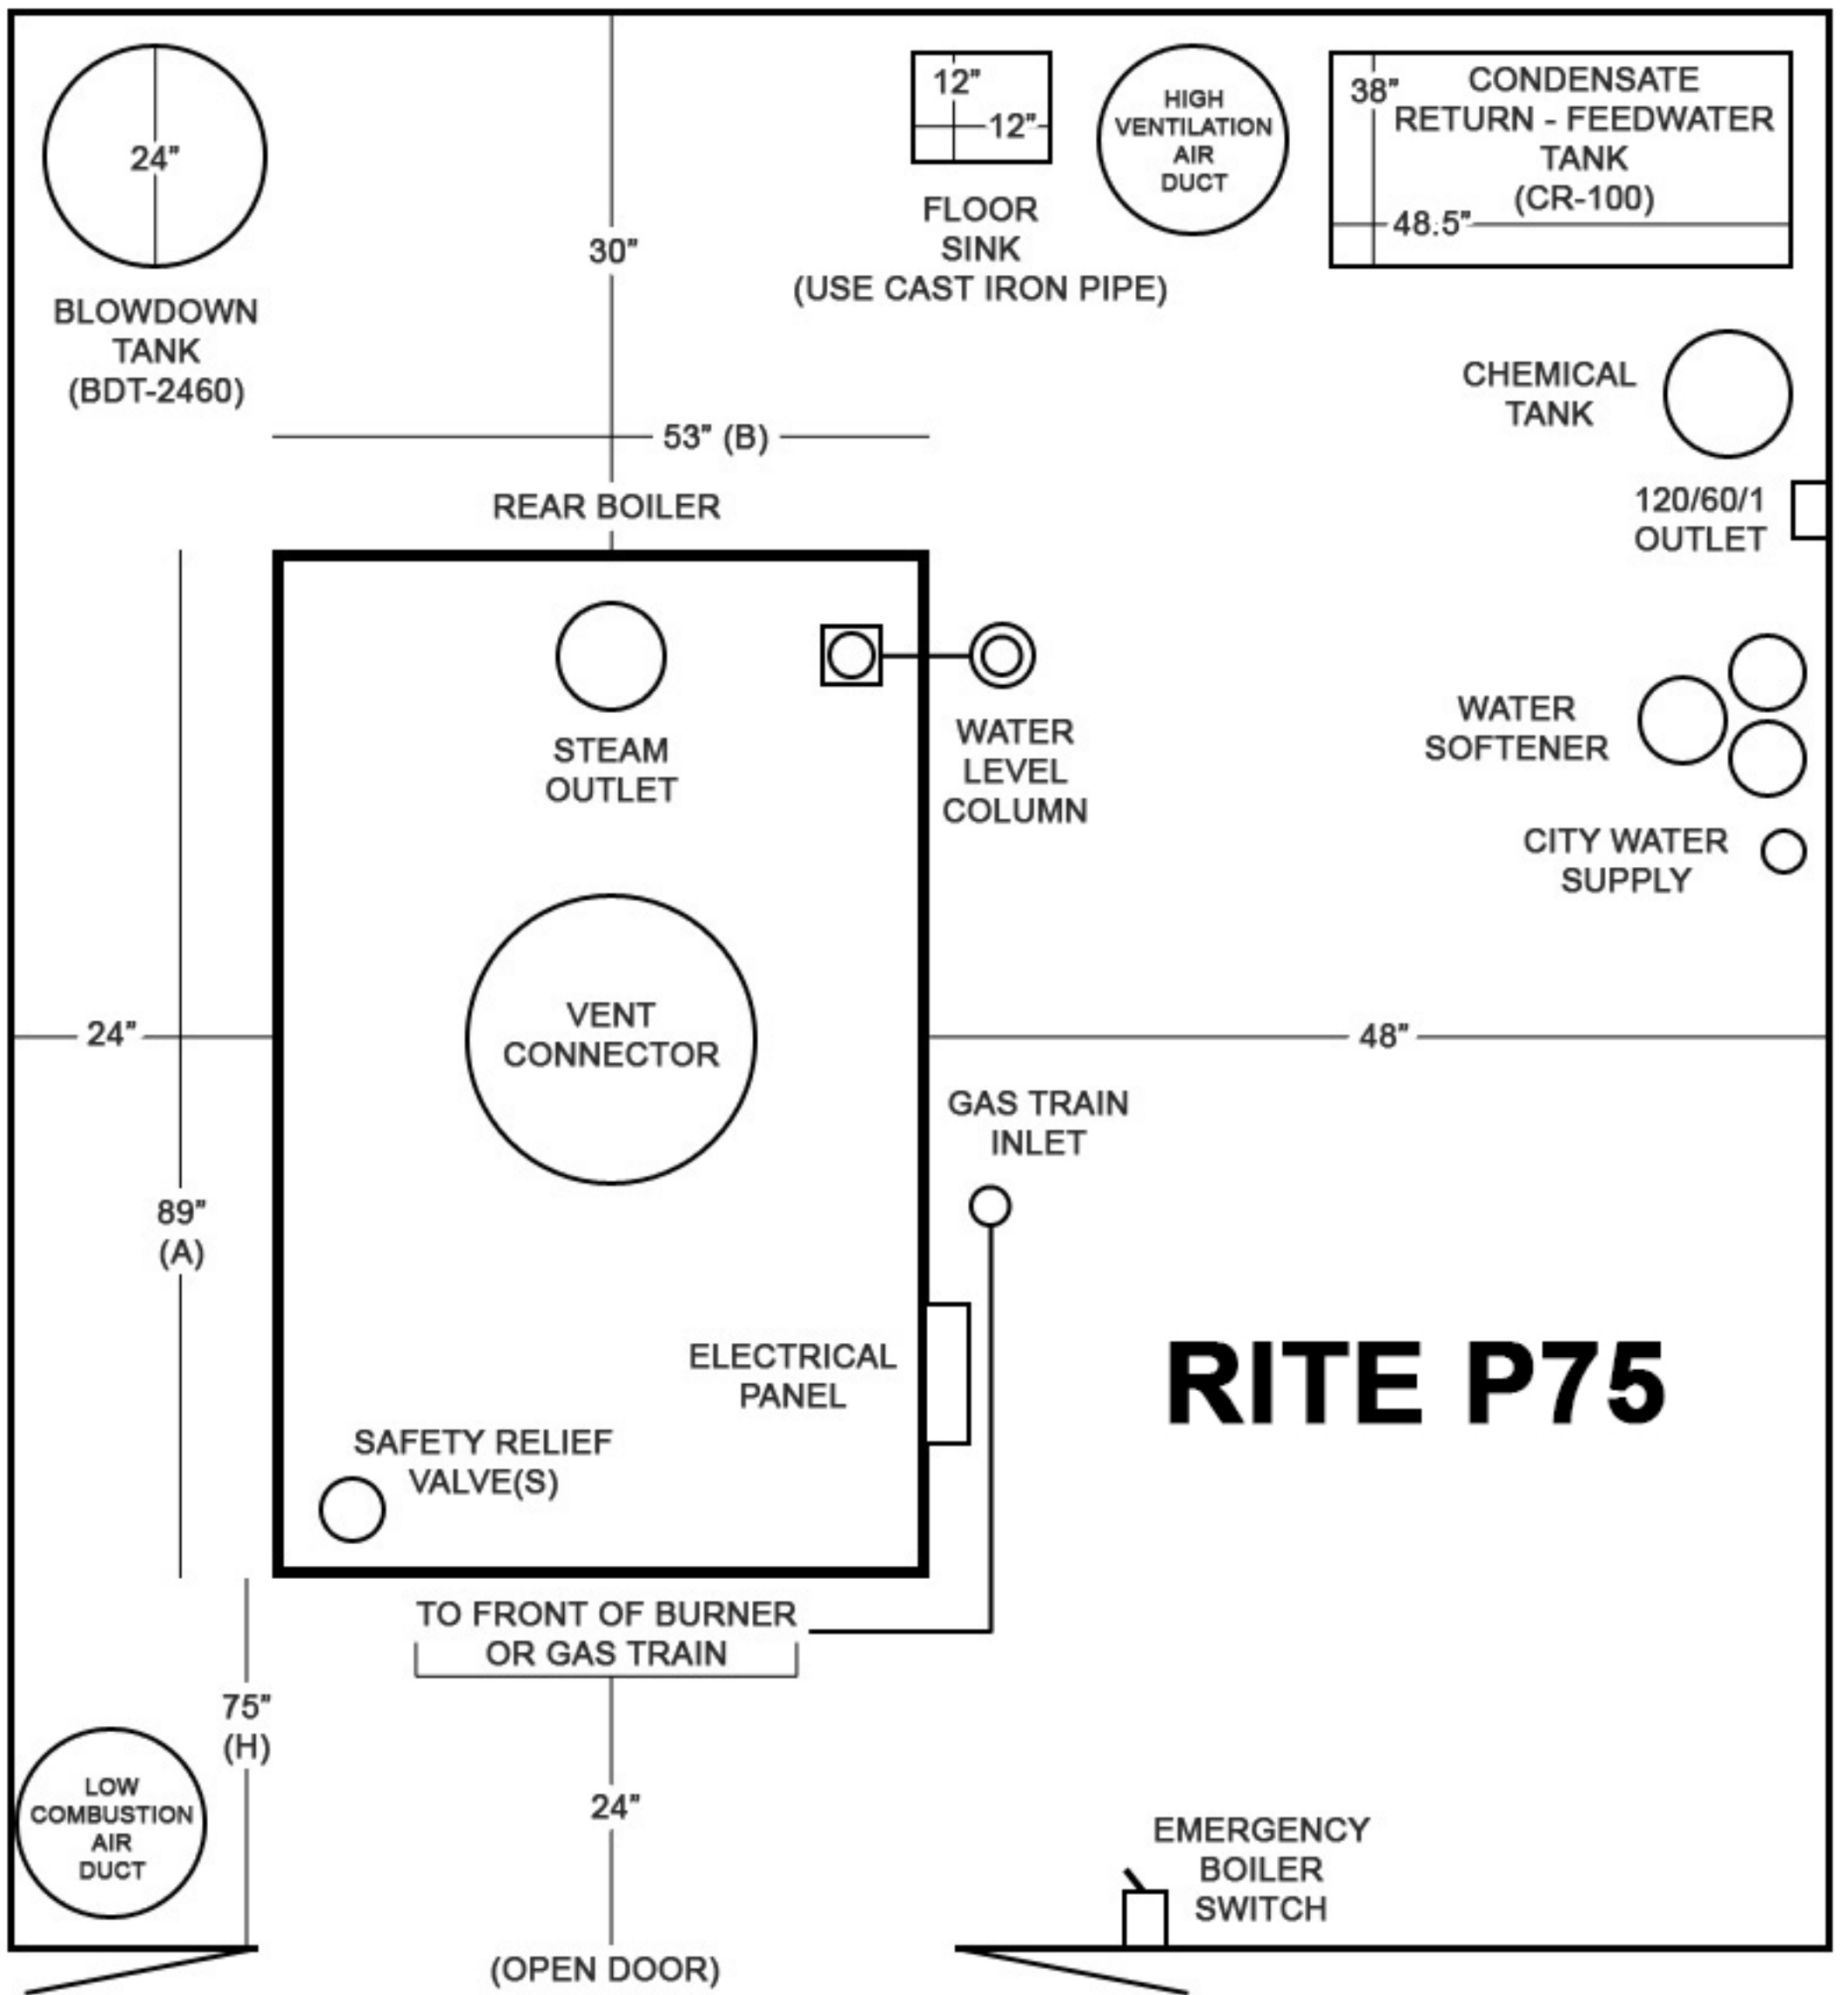 24”
BLOWDOWN
TANK
(BDT-2460)
30”
12”
12”
FLOOR
SINK
(USE CAST IRON PIPE)
HIGH
VENTILATION
AIR
DUCT
38”
CONDENSATE
RETURN - FEEDWATER
TANK
(CR-100)
48.5”
CHEMICAL
TANK
120/60/1
OUTLET
53” (B)
REAR BOILER
STEAM
OUTLET
WATER
LEVEL
COLUMN
WATER
SOFTENER
CITY WATER
SUPPLY
24”
VENT
CONNECTOR
48”
GAS TRAIN
INLET
89”
(A)
ELECTRICAL
PANEL
RITE P75
SAFETY RELIEF
VALVE(S)
TO FRONT OF BURNER
OR GAS TRAIN
75”
(H)
LOW
COMBUSTION
AIR
DUCT
24”
EMERGENCY
BOILER
SWITCH
(OPEN DOOR)